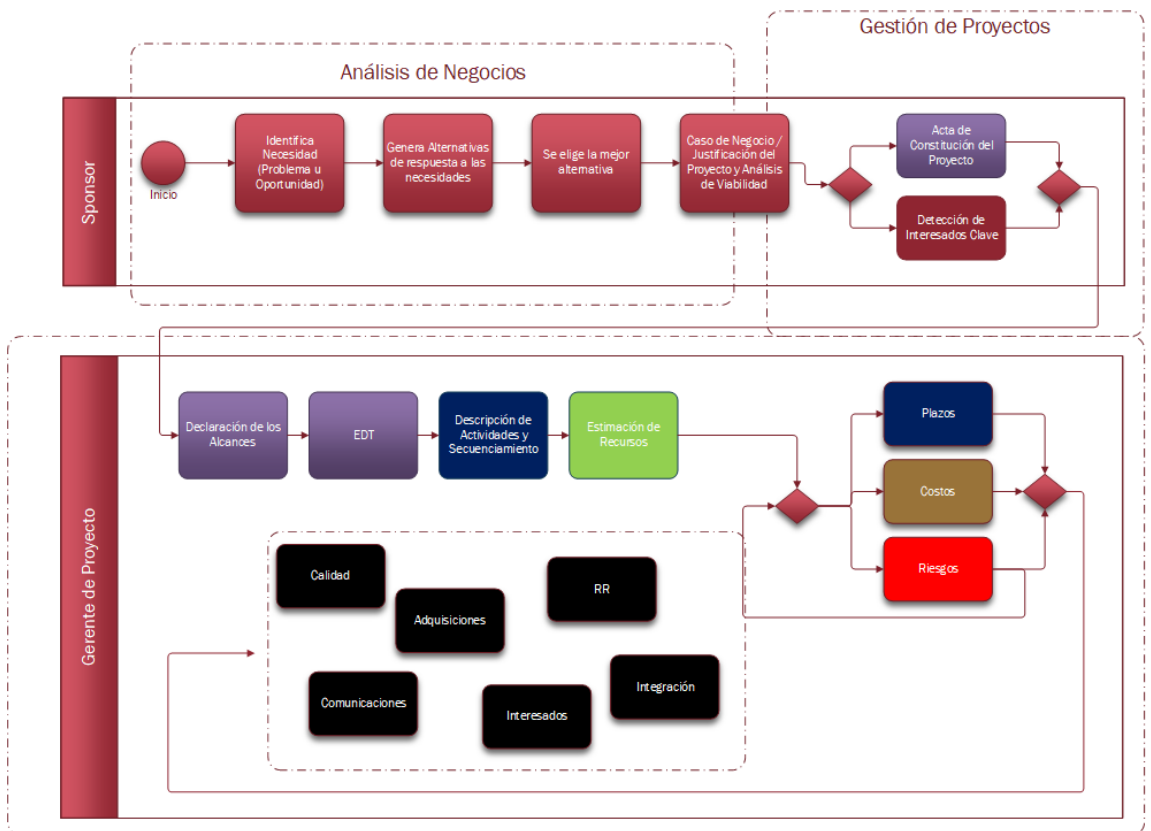 Gestión de Proyectos
Análisis de Negocios
Sponsor
Inicio
Identifica
Necesidad
(Problema u
Oportunidad)
Genera Alternativas
de respuesta a las
necesidades
Se elige la mejor
alternativa
Caso de Negocio /
Justificación del
Proyecto y Análisis
de Viabilidad
Acta de
Constitución del
Proyecto
Detección de
Interesados Clave
Gerente de Proyecto
Declaración de los
Alcances
EDT
Descripción de
Actividades y
Secuenciamiento
Estimación de
Recursos
Plazos
Costos
Riesgos
Calidad
Adquisiciones
RR
Comunicaciones
Interesados
Integración